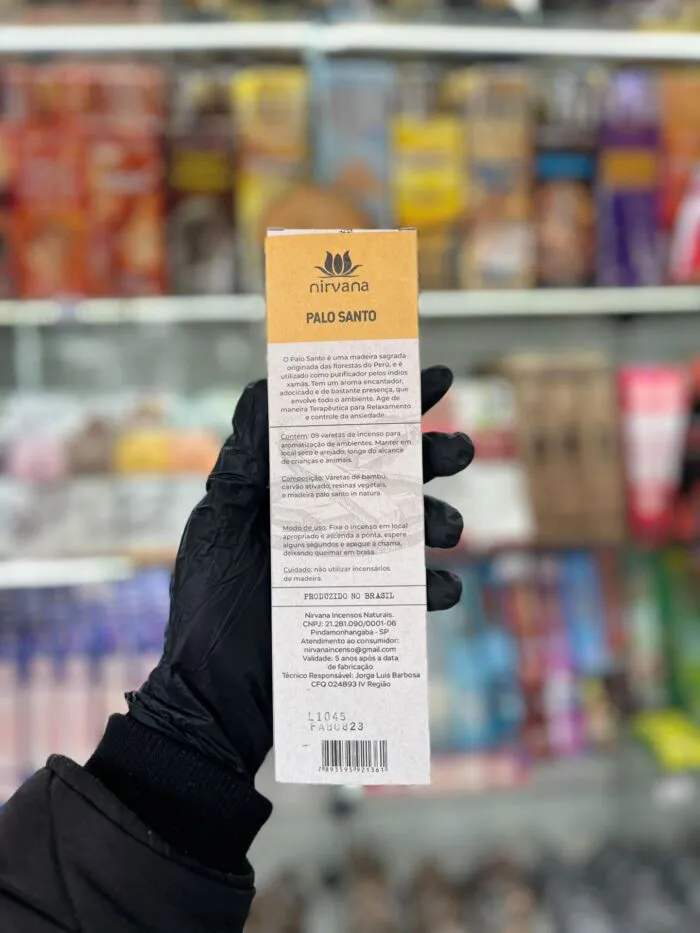 nirvana
PALO SANTO
O Palo Santo é uma madeira sagrada
originada das florestas do Perú, e é
utilizado como purificador pelos índios
xamãs. Tem um aroma encantador,
adocicado e de bastante presença, que
envolve todo o ambiente. Age de
maneira Terapêutica para Relaxamento
e controle da ansiedade.
Contém: 09 varetas de incenso para
aromatização de ambientes. Manter em
local seco e arejado, longe do alcance
de crianças e animais.
Composição: Varetas de bambu,
carvão ativado, resinas vegetais,
e madeira palo santo in natura.
Modo de uso: Fixe o incenso em local
apropriado e ascenda a ponta, espere
alguns segundos e apague a chama,
deixando queimar em brasa.
Cuidado: não utilizar incensários
de madeira.
PRODUZIDO NO BRASIL
Nirvana Incensos Naturais.
CNPJ: 21.281.090/0001-06
Pindamonhangaba - SP
Atendimento ao consumidor:
nirvanaincenso@gmail.com
Validade: 5 anos após a data
de fabricação
Técnico Responsável: Jorge Luis Barbosa
CFQ 024893 IV Região
L1045
7 893595 921361